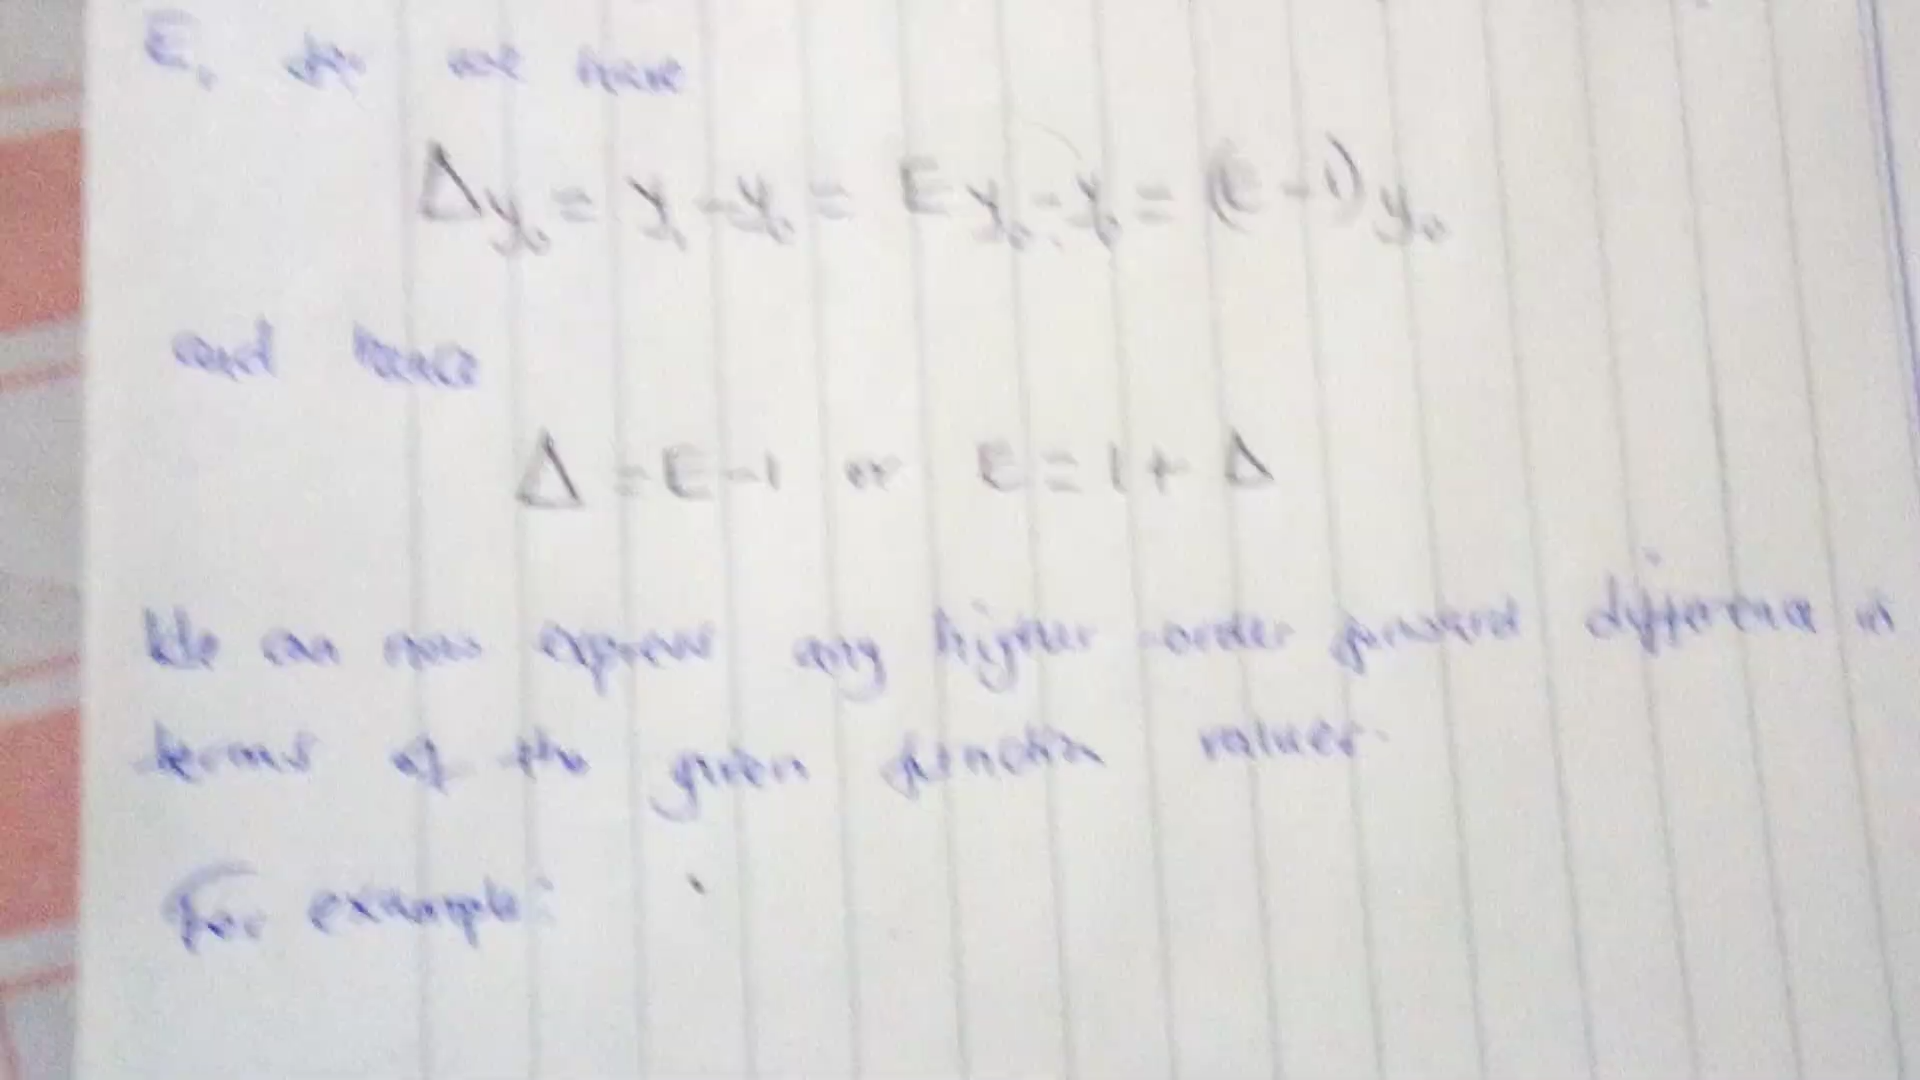 E, so we have
Δy₀ = y₁ - y₀ = Ey₀ - y₀ = (E - 1)y₀
and hence
Δ = E - 1 or E = 1 + Δ
We can now express any higher-order forward difference in
terms of the given function values.
For example: